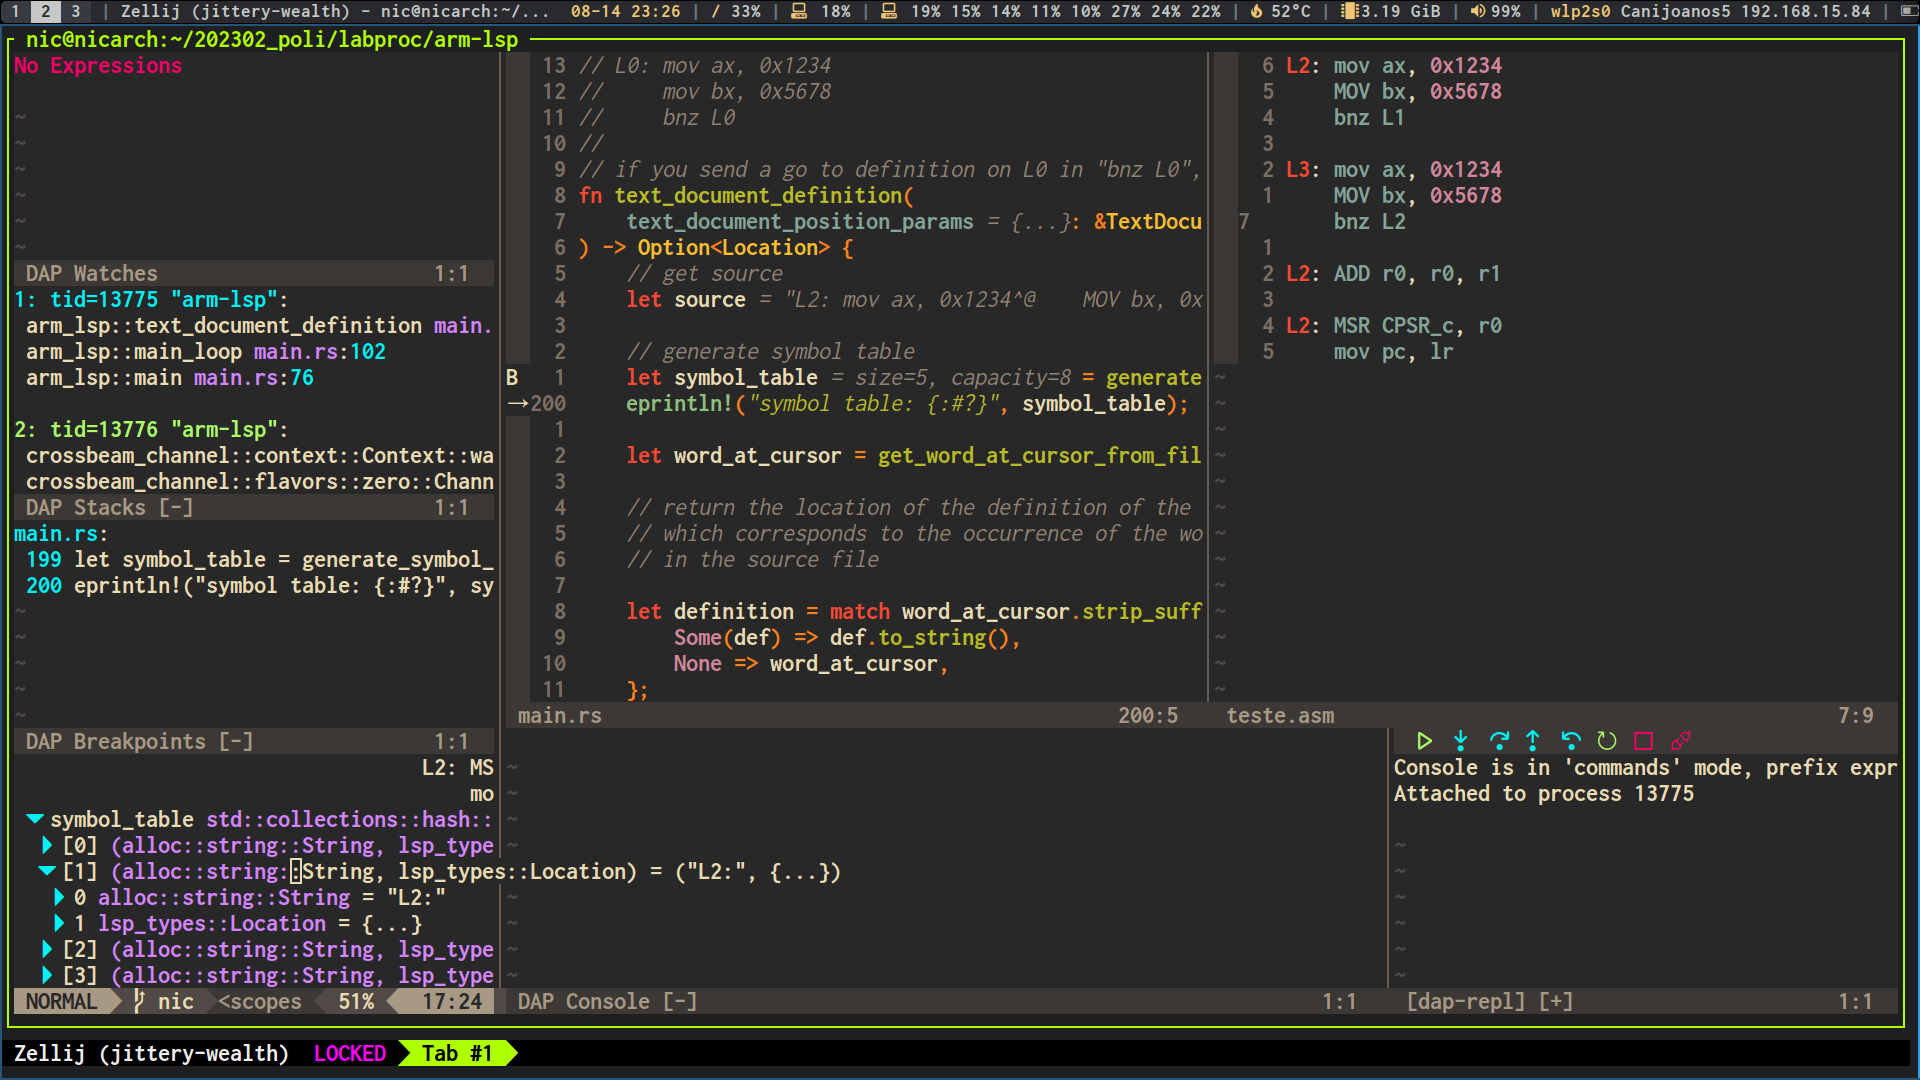 1 2 3 | Zellij (jittery-wealth) - nic@nicarch:~/... 08-14 23:26 | / 33% | 18% | 19% 15% 14% 11% 10% 27% 24% 22% | 52°C | 3.19 GiB | 99% | wlp2s0 Canijoanos5 192.168.15.84 |
nic@nicarch:~/202302_poli/labproc/arm-lsp
No Expressions
~
~
~
~
~
~
DAP Watches 1:1
1: tid=13775 "arm-lsp":
arm_lsp::text_document_definition main.
arm_lsp::main_loop main.rs:102
arm_lsp::main main.rs:76
2: tid=13776 "arm-lsp":
crossbeam_channel::context::Context::wa
crossbeam_channel::flavors::zero::Chann
DAP Stacks [-] 1:1
main.rs:
199 let symbol_table = generate_symbol_
200 eprintln!("symbol table: {:#?}", sy
~
~
~
~
~
DAP Breakpoints [-] 1:1
L2: MS
mo
symbol_table std::collections::hash::
[0] (alloc::string::String, lsp_type
[1] (alloc::string::String, lsp_types::Location) = ("L2:", {...})
0 alloc::string::String = "L2:"
1 lsp_types::Location = {...}
[2] (alloc::string::String, lsp_type
[3] (alloc::string::String, lsp_type
NORMAL nic <scopes 51% 17:24
13 // L0: mov ax, 0x1234
12 //     mov bx, 0x5678
11 //     bnz L0
10 //
9 // if you send a go to definition on L0 in "bnz L0",
8 fn text_document_definition(
7     text_document_position_params = {...}: &TextDocu
6 ) -> Option<Location> {
5     // get source
4     let source = "L2: mov ax, 0x1234^@    MOV bx, 0x
3
2     // generate symbol table
B 1     let symbol_table = size=5, capacity=8 = generate
→200     eprintln!("symbol table: {:#?}", symbol_table);
1
2     let word_at_cursor = get_word_at_cursor_from_fil
3
4     // return the location of the definition of the
5     // which corresponds to the occurrence of the wo
6     // in the source file
7
8     let definition = match word_at_cursor.strip_suff
9         Some(def) => def.to_string(),
10         None => word_at_cursor,
11     };
main.rs 200:5
6 L2: mov ax, 0x1234
5     MOV bx, 0x5678
4     bnz L1
3
2 L3: mov ax, 0x1234
1     MOV bx, 0x5678
7     bnz L2
1
2 L2: ADD r0, r0, r1
3
4 L2: MSR CPSR_c, r0
5     mov pc, lr
~
~
~
~
~
~
~
~
~
~
~
~
~
teste.asm 7:9
~
~
~
~
~
~
~
~
DAP Console [-] 1:1
Console is in 'commands' mode, prefix expr
Attached to process 13775
~
~
~
~
~
~
[dap-repl] [+] 1:1
Zellij (jittery-wealth) LOCKED Tab #1